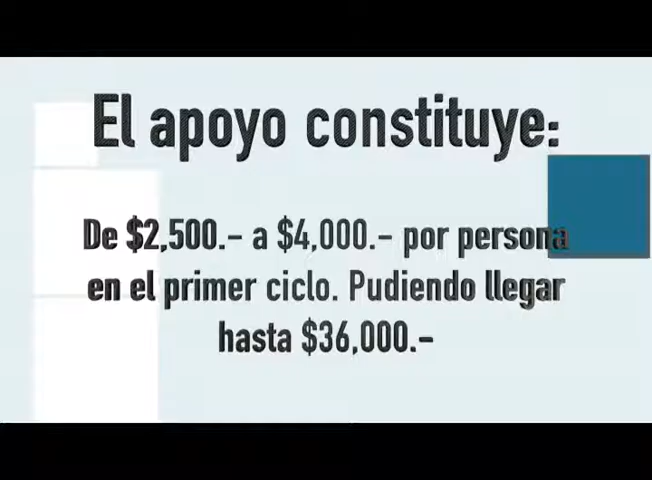 El apoyo constituye:
De $2,500.- a $4,000.- por persona
en el primer ciclo. Pudiendo llegar
hasta $36,000.-